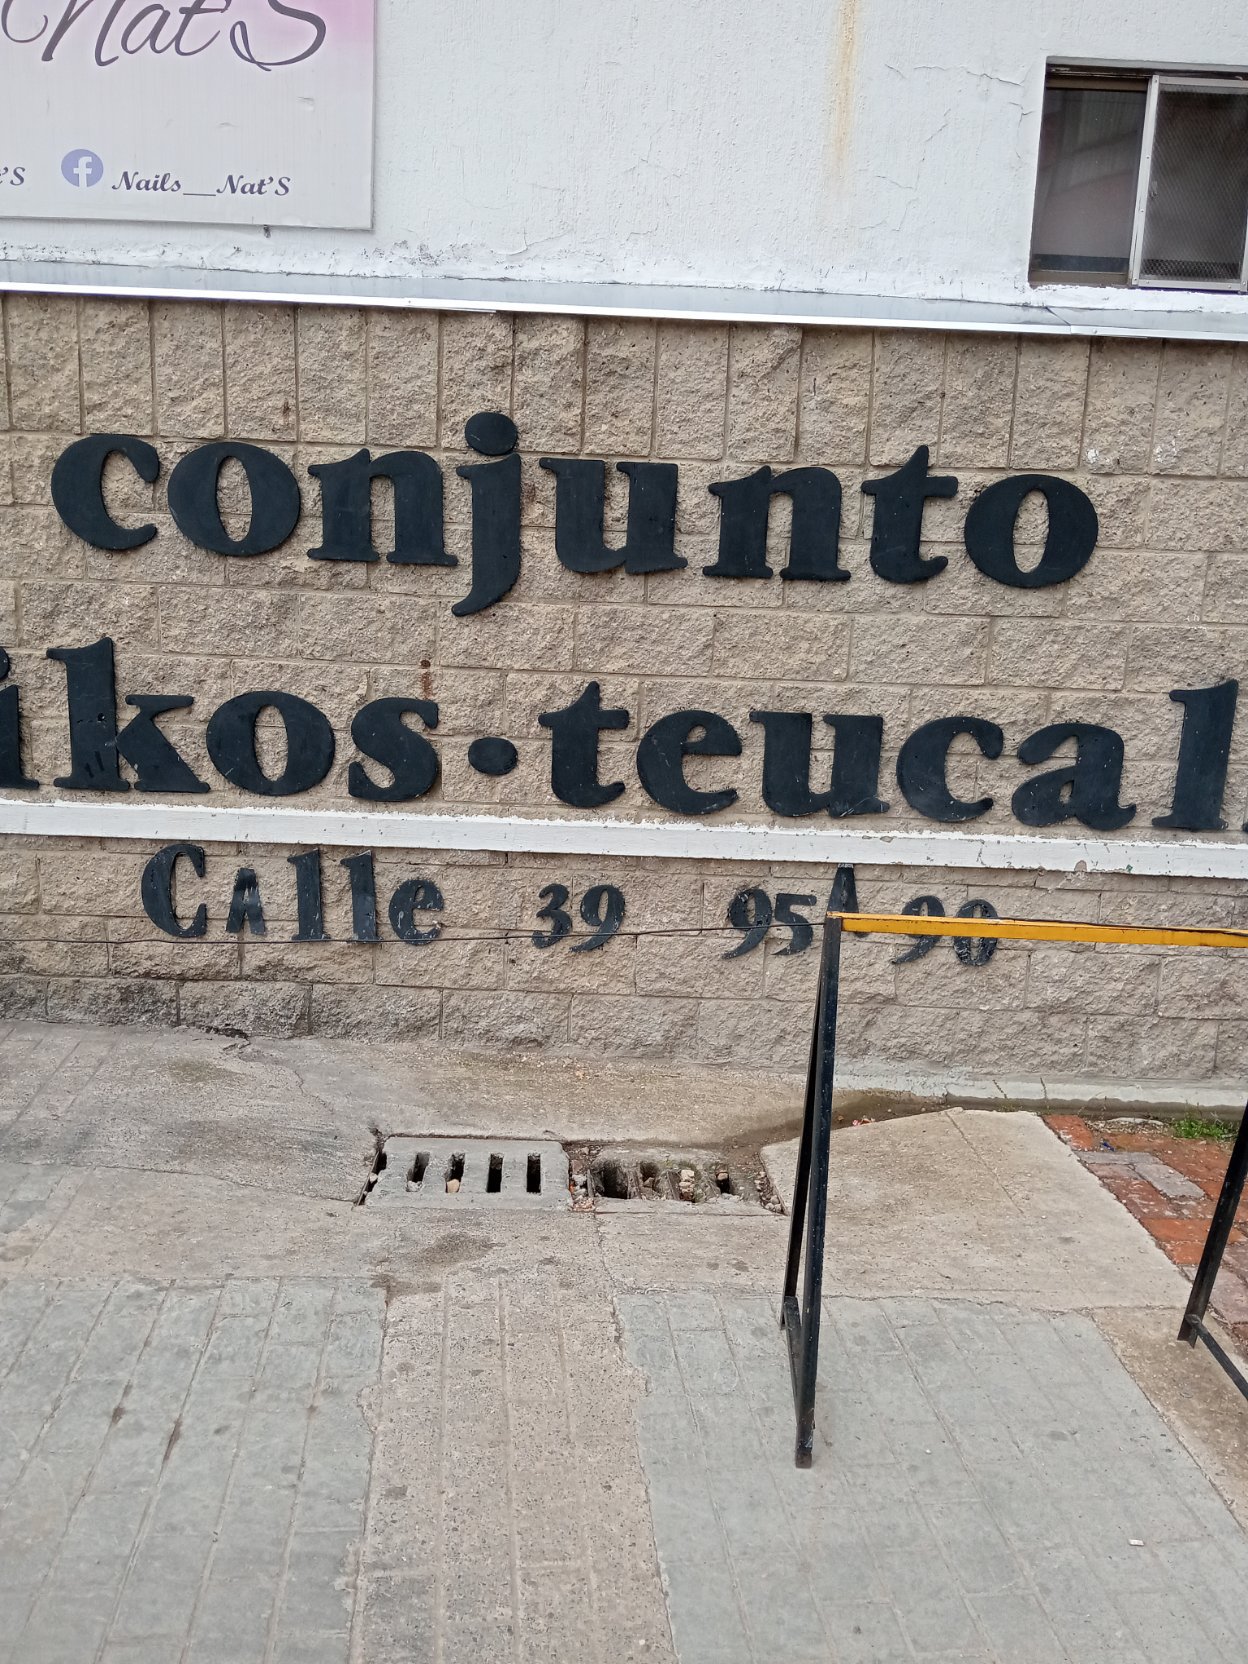 Nat'S
Nails__Nat'S
conjunto
ikos·teucal
CAlle 39 95A 90